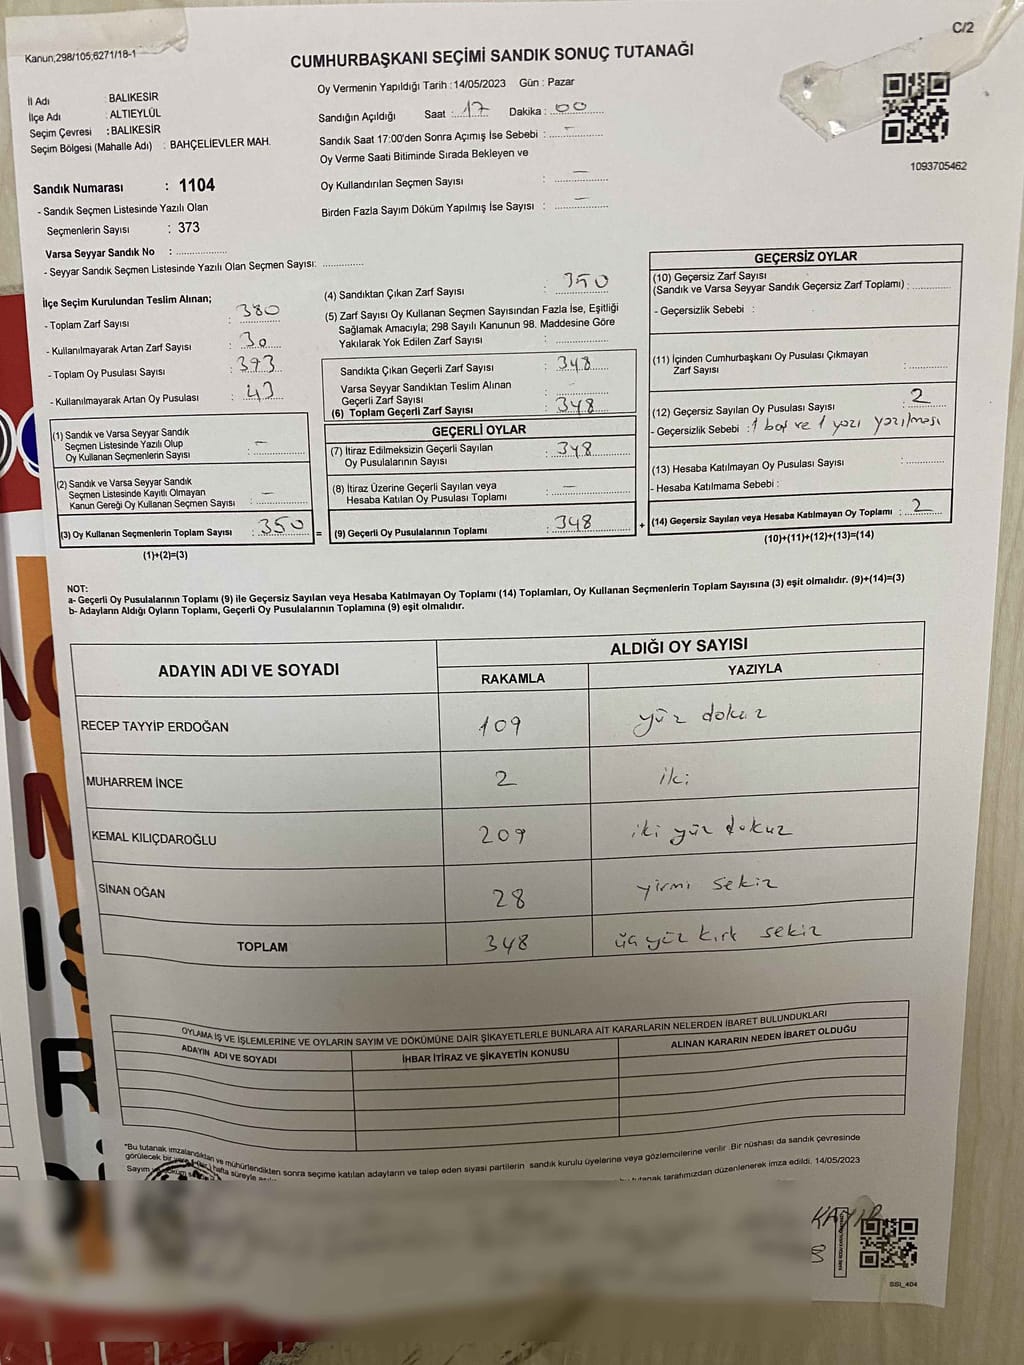 Kanun;298/105;6271/18-1
C/2
CUMHURBAŞKANI SEÇİMİ SANDIK SONUÇ TUTANAĞI
İl Adı : BALIKESİR
İlçe Adı : ALTIEYLÜL
Seçim Çevresi : BALIKESİR
Seçim Bölgesi (Mahalle Adı) : BAHÇELİEVLER MAH.
Sandık Numarası : 1104
- Sandık Seçmen Listesinde Yazılı Olan
Seçmenlerin Sayısı : 373
Varsa Seyyar Sandık No : ..................
- Seyyar Sandık Seçmen Listesinde Yazılı Olan Seçmen Sayısı: ..............
Oy Vermenin Yapıldığı Tarih : 14/05/2023 Gün : Pazar
Sandığın Açıldığı Saat : 17 Dakika : 00
Sandık Saat 17:00'den Sonra Açımış İse Sebebi : –
Oy Verme Saati Bitiminde Sırada Bekleyen ve
Oy Kullandırılan Seçmen Sayısı : –
Birden Fazla Sayım Döküm Yapılmış İse Sayısı : –
1093705462
İlçe Seçim Kurulundan Teslim Alınan;
- Toplam Zarf Sayısı : 380
- Kullanılmayarak Artan Zarf Sayısı : 30
- Toplam Oy Pusulası Sayısı : 393
- Kullanılmayarak Artan Oy Pusulası : 43
(1) Sandık ve Varsa Seyyar Sandık
Seçmen Listesinde Yazılı Olup
Oy Kullanan Seçmenlerin Sayısı : –
(2) Sandık ve Varsa Seyyar Sandık
Seçmen Listesinde Kayıtlı Olmayan
Kanun Gereği Oy Kullanan Seçmen Sayısı : –
(3) Oy Kullanan Seçmenlerin Toplam Sayısı : 350 =
(1)+(2)=(3)
(4) Sandıktan Çıkan Zarf Sayısı : 350
(5) Zarf Sayısı Oy Kullanan Seçmen Sayısından Fazla İse, Eşitliği
Sağlamak Amacıyla; 298 Sayılı Kanunun 98. Maddesine Göre
Yakılarak Yok Edilen Zarf Sayısı : ..............
Sandıkta Çıkan Geçerli Zarf Sayısı : 348
Varsa Seyyar Sandıktan Teslim Alınan
Geçerli Zarf Sayısı : ..............
(6) Toplam Geçerli Zarf Sayısı : 348
GEÇERLİ OYLAR
(7) İtiraz Edilmeksizin Geçerli Sayılan
Oy Pusulalarının Sayısı : 348
(8) İtiraz Üzerine Geçerli Sayılan veya
Hesaba Katılan Oy Pusulası Toplamı : –
(9) Geçerli Oy Pusulalarının Toplamı : 348 +
GEÇERSİZ OYLAR
(10) Geçersiz Zarf Sayısı
(Sandık ve Varsa Seyyar Sandık Geçersiz Zarf Toplamı) : ..........
- Geçersizlik Sebebi :
(11) İçinden Cumhurbaşkanı Oy Pusulası Çıkmayan
Zarf Sayısı : ..........
(12) Geçersiz Sayılan Oy Pusulası Sayısı : 2
- Geçersizlik Sebebi : 1 boş ve 1 yazı yazılması
(13) Hesaba Katılmayan Oy Pusulası Sayısı : ..........
- Hesaba Katılmama Sebebi :
(14) Geçersiz Sayılan veya Hesaba Katılmayan Oy Toplamı : 2
(10)+(11)+(12)+(13)=(14)
NOT:
a- Geçerli Oy Pusulalarının Toplamı (9) ile Geçersiz Sayılan veya Hesaba Katılmayan Oy Toplamı (14) Toplamları, Oy Kullanan Seçmenlerin Toplam Sayısına (3) eşit olmalıdır. (9)+(14)=(3)
b- Adayların Aldığı Oyların Toplamı, Geçerli Oy Pusulalarının Toplamına (9) eşit olmalıdır.
ADAYIN ADI VE SOYADI ALDIĞI OY SAYISI
RAKAMLA YAZIYLA
RECEP TAYYİP ERDOĞAN 109 yüz dokuz
MUHARREM İNCE 2 iki
KEMAL KILIÇDAROĞLU 209 iki yüz dokuz
SİNAN OĞAN 28 yirmi sekiz
TOPLAM 348 üç yüz kırk sekiz
OYLAMA İŞ VE İŞLEMLERİNE VE OYLARIN SAYIM VE DÖKÜMÜNE DAİR ŞİKAYETLERLE BUNLARA AİT KARARLARIN NELERDEN İBARET BULUNDUKLARI
ADAYIN ADI VE SOYADI İHBAR İTİRAZ VE ŞİKAYETİN KONUSU ALINAN KARARIN NEDEN İBARET OLDUĞU
*Bu tutanak imzalandıktan ve mühürlendikten sonra seçime katılan adayların ve talep eden siyasi partilerin sandık kurulu üyelerine veya gözlemcilerine verilir. Bir nüshası da sandık çevresinde
görülecek bir yere hafta süreyle
Sayım tutanak tarafımızdan düzenlenerek imza edildi. 14/05/2023
SSI_404